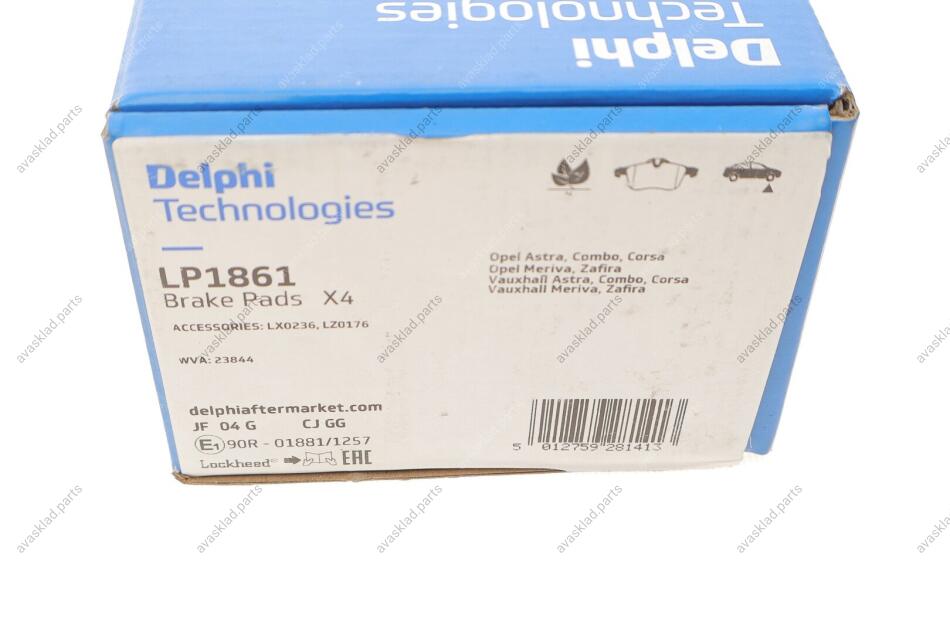 Technologies
Delphi
Delphi
Technologies
LP1861
Brake Pads X4
ACCESSORIES: LX0236, LZ0176
WVA: 23844
Opel Astra, Combo, Corsa
Opel Meriva, Zafira
Vauxhall Astra, Combo, Corsa
Vauxhall Meriva, Zafira
delphiaftermarket.com
JF 04 G CJ GG
E1 90R - 01881/1257
Lockheed® EAC
5 012759 281413
avasklad.parts